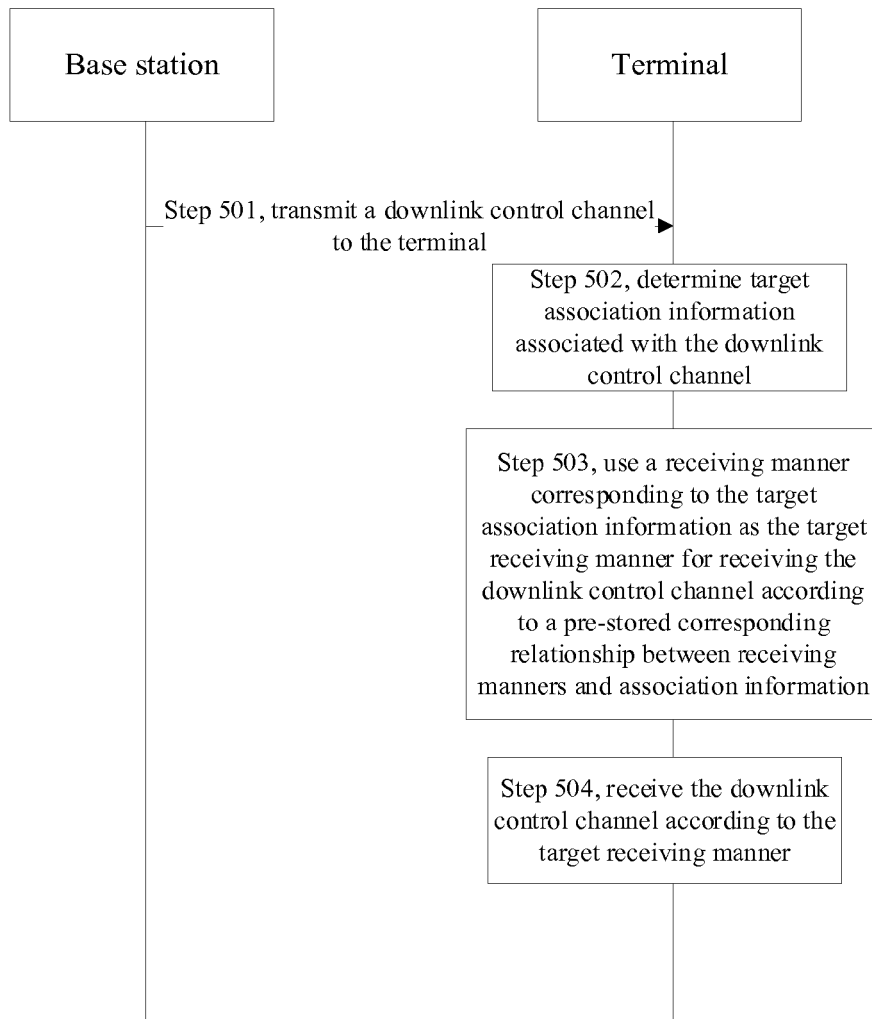 Base station
Terminal
Step 501, transmit a downlink control channel
to the terminal
Step 502, determine target
association information
associated with the downlink
control channel
Step 503, use a receiving manner
corresponding to the target
association information as the target
receiving manner for receiving the
downlink control channel according
to a pre-stored corresponding
relationship between receiving
manners and association information
Step 504, receive the downlink
control channel according to the
target receiving manner